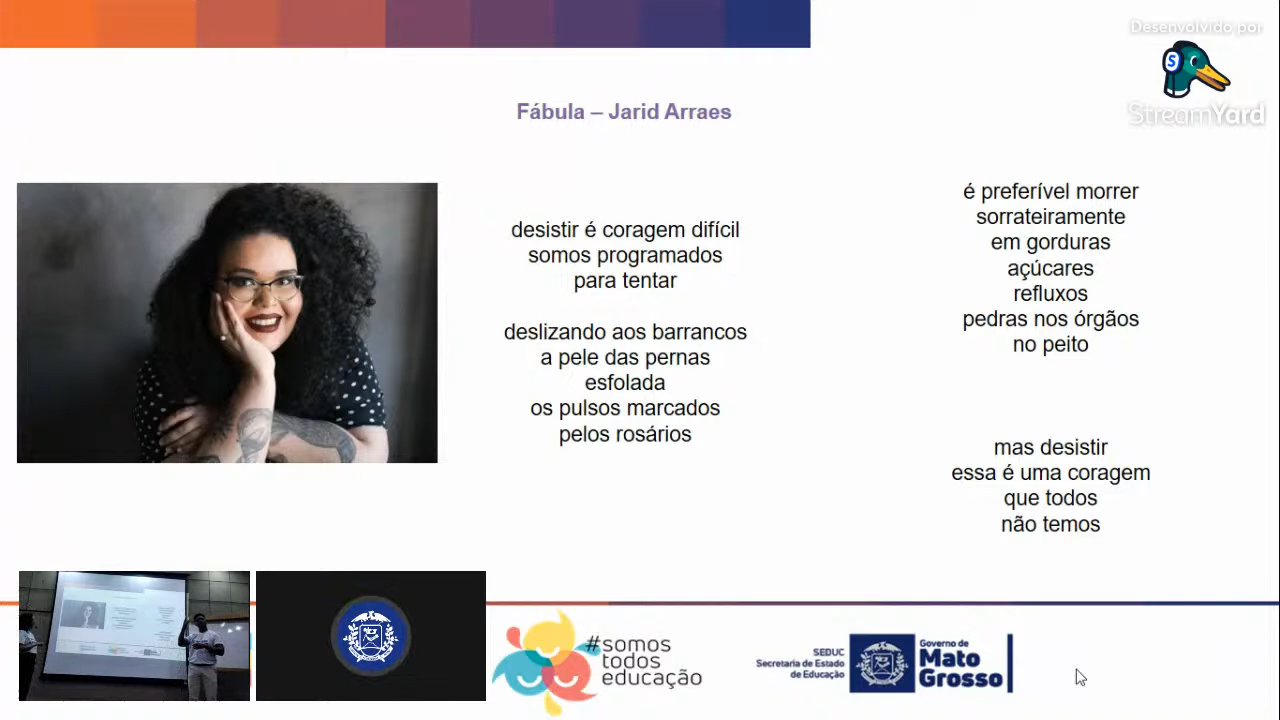 Desenvolvido por
S
StreamYard
Fábula – Jarid Arraes
desistir é coragem difícil
somos programados
para tentar
deslizando aos barrancos
a pele das pernas
esfolada
os pulsos marcados
pelos rosários
é preferível morrer
sorrateiramente
em gorduras
açúcares
refluxos
pedras nos órgãos
no peito
mas desistir
essa é uma coragem
que todos
não temos
#somos
todos
educação
SEDUC
Secretaria de Estado
de Educação
Governo de
Mato
Grosso